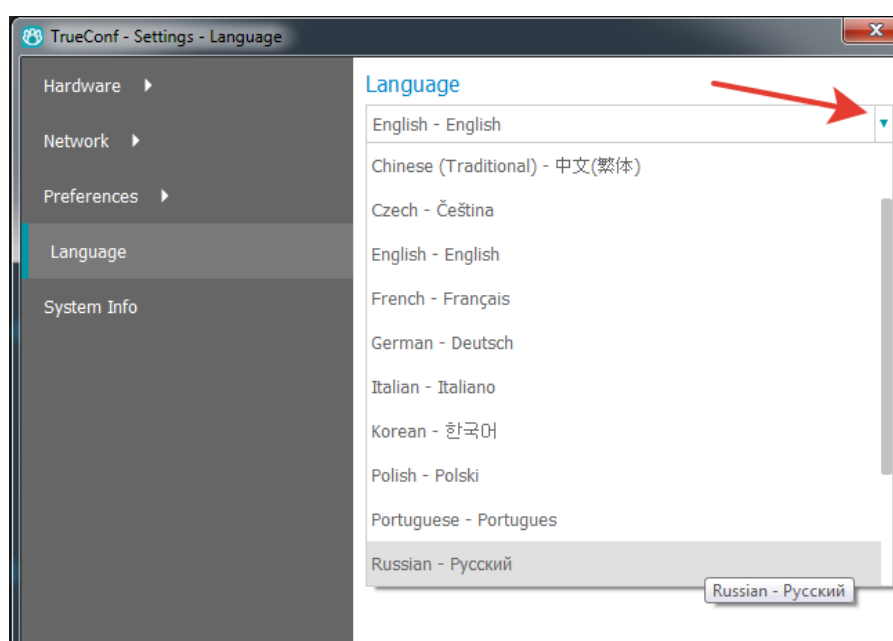 TrueConf - Settings - Language
Hardware
Network
Preferences
Language
System Info
Language
English - English
Chinese (Traditional) - 中文(繁体)
Czech - Čeština
English - English
French - Français
German - Deutsch
Italian - Italiano
Korean - 한국어
Polish - Polski
Portuguese - Portugues
Russian - Русский
Russian - Русский